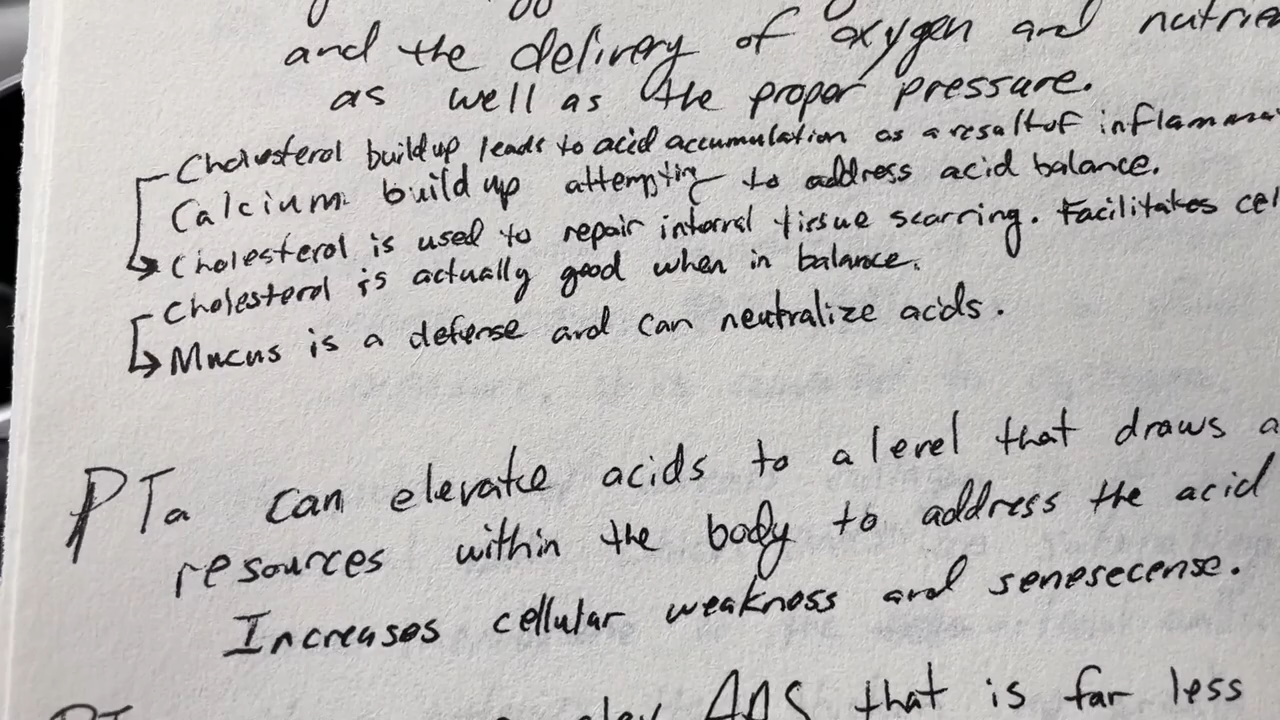 and the delivery of oxygen and
as well as the proper pressure.
Cholesterol buildup leads to acid accumulation as a result of
Calcium build up attempting to address acid balance.
Cholesterol is used to repair internal tissue scarring. Facilitates
Cholesterol is actually good when in balance.
Mucus is a defense and can neutralize acids.
PTa can elevate acids to a level that draws
resources within the body to address the acid
Increases cellular weakness and senesecense.
ADS that is far less